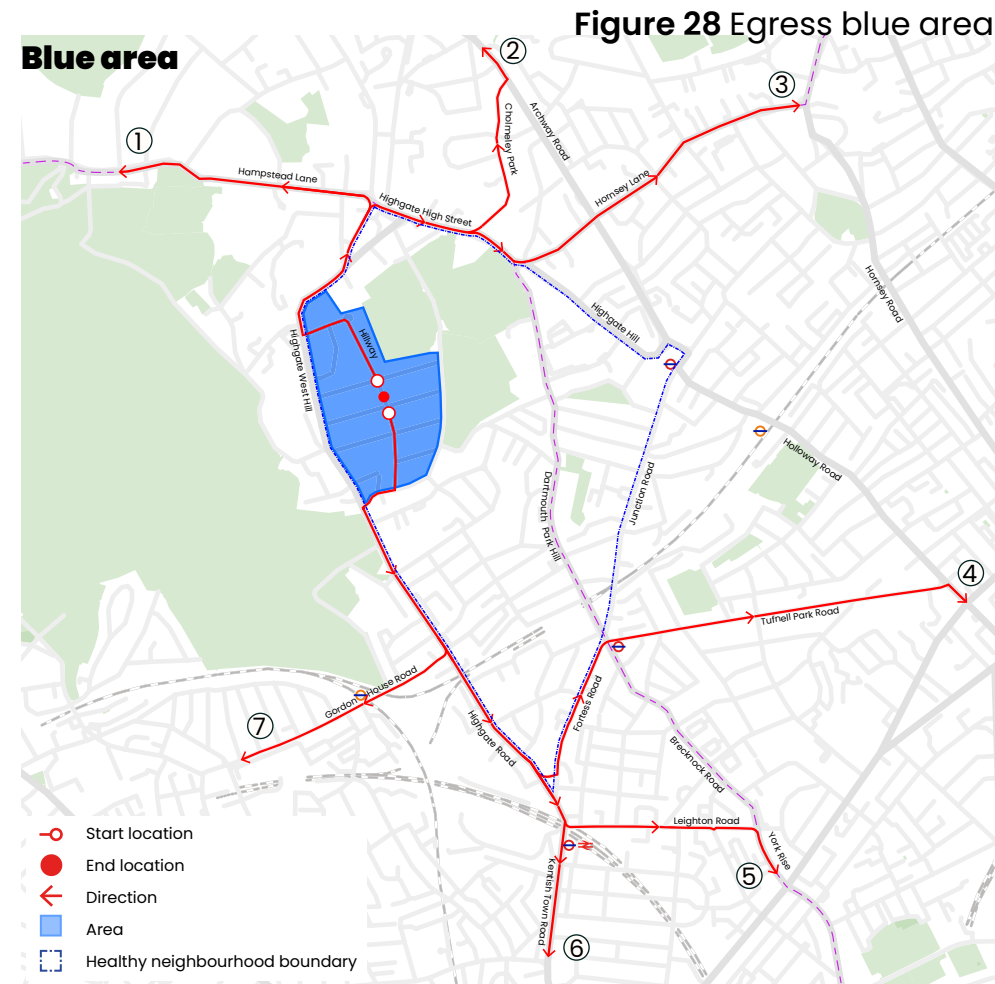 Figure 28 Egress blue area
Blue area
2
3
1
Cholmeley Park
Archway Road
Hampstead Lane
Hornsey Lane
Highgate High Street
Hornsey Road
Highgate Hill
Hillway
Highgate West Hill
Holloway Road
Junction Road
Dartmouth Park Hill
4
Tufnell Park Road
Gordon House Road
Fortess Road
7
Highgate Road
Brecknock Road
Leighton Road
York Rise
5
Kentish Town Road
6
Start location
End location
Direction
Area
Healthy neighbourhood boundary